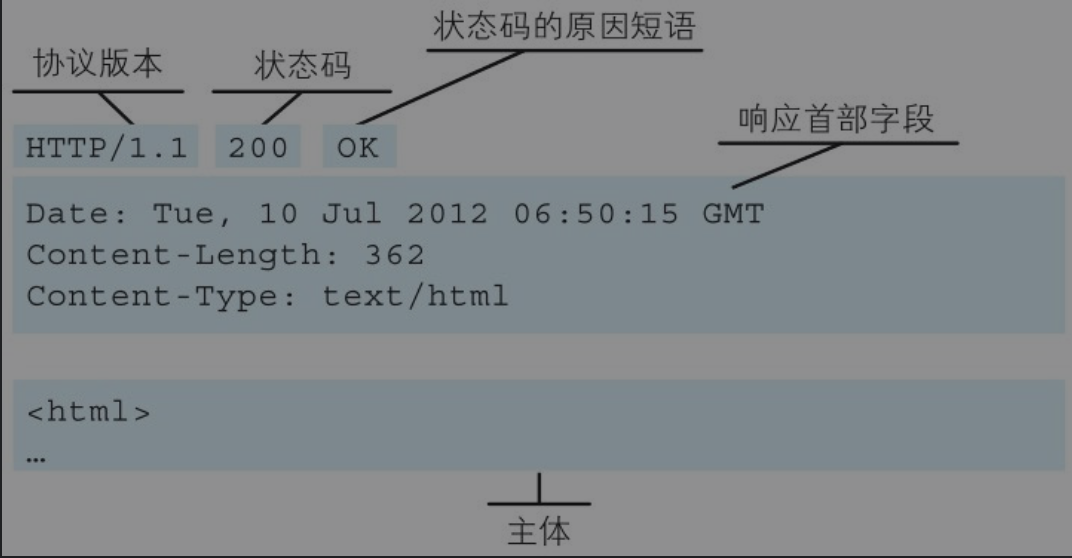 状态码的原因短语
协议版本 状态码
响应首部字段
HTTP/1.1 200 OK
Date: Tue, 10 Jul 2012 06:50:15 GMT
Content-Length: 362
Content-Type: text/html
<html>
…
主体